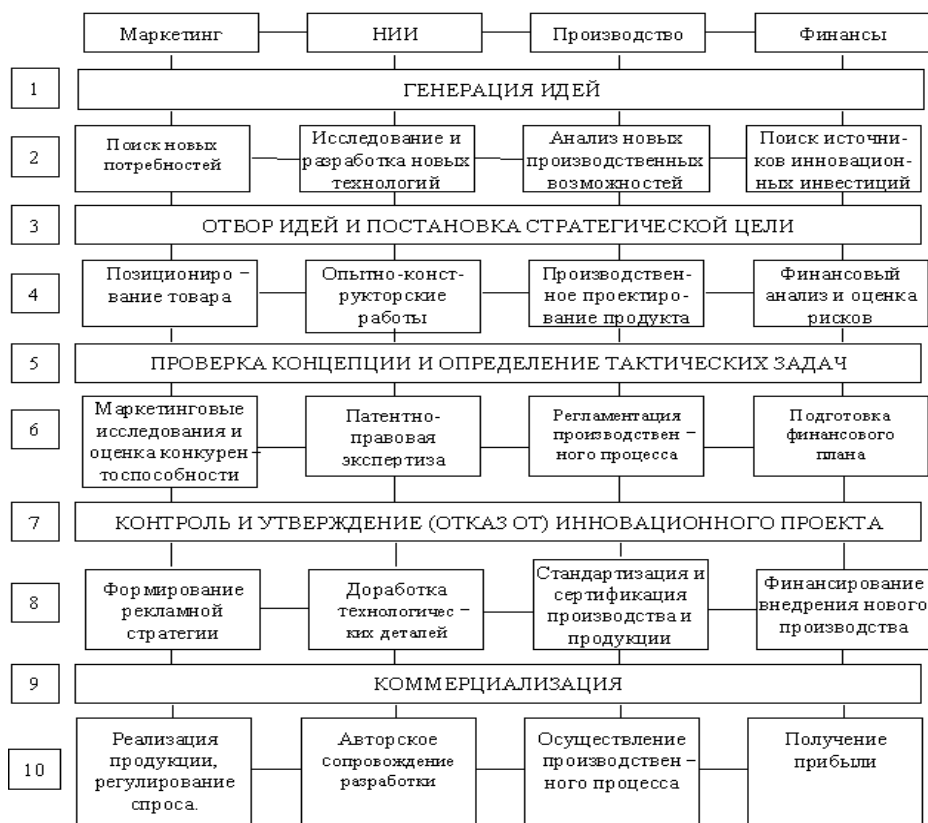 Маркетинг
НИИ
Производство
Финансы
1
ГЕНЕРАЦИЯ ИДЕЙ
2
Поиск новых
потребностей
Исследование и
разработка новых
технологий
Анализ новых
производственных
возможностей
Поиск источни-
ков инновацион-
ных инвестиций
3
ОТБОР ИДЕЙ И ПОСТАНОВКА СТРАТЕГИЧЕСКОЙ ЦЕЛИ
4
Позициониро –
вание товара
Опытно-конст-
рукторские
работы
Производствен-
ное проектиро-
вание продукта
Финансовый
анализ и оценка
рисков
5
ПРОВЕРКА КОНЦЕПЦИИ И ОПРЕДЕЛЕНИЕ ТАКТИЧЕСКИХ ЗАДАЧ
6
Маркетинговые
исследования и
оценка конкурен -
тоспособности
Патентно-
правовая
экспертиза
Регламентация
производствен –
ного процесса
Подготовка
финансового
плана
7
КОНТРОЛЬ И УТВЕРЖДЕНИЕ (ОТКАЗ ОТ) ИННОВАЦИОННОГО ПРОЕКТА
8
Формирование
рекламной
стратегии
Доработка
технологичес –
ких деталей
Стандартизация и
сертификация
производства и
продукции
Финансирование
внедрения нового
производства
9
КОММЕРЦИАЛИЗАЦИЯ
10
Реализация
продукции,
регулирование
спроса.
Авторское
сопровождение
разработки
Осуществление
производствен –
ного процесса
Получение
прибыли